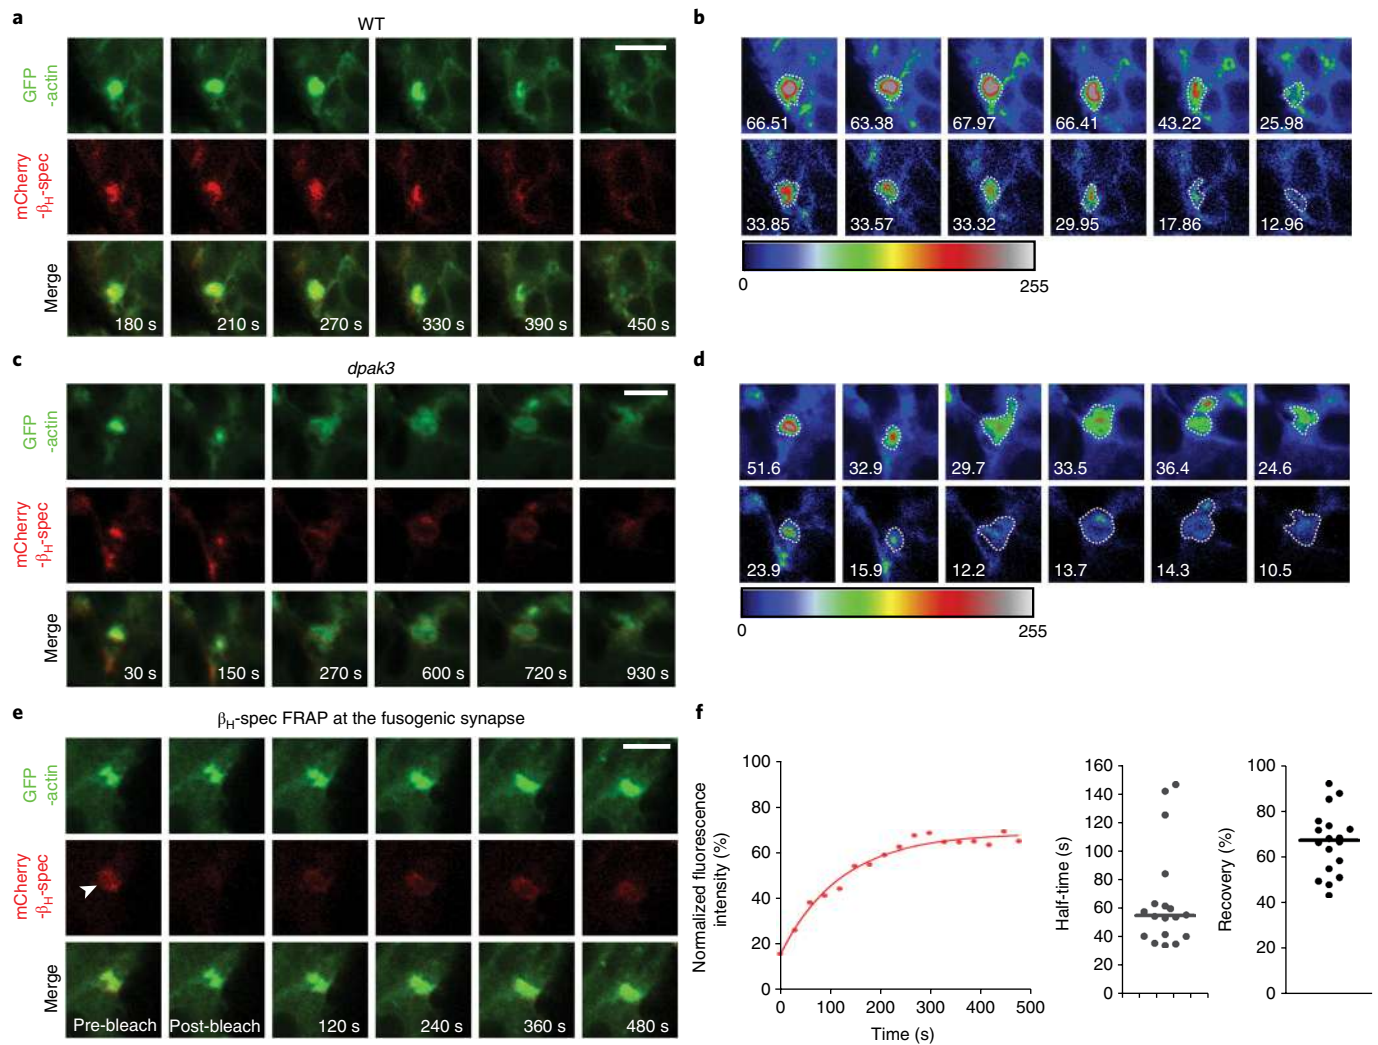 a
WT
GFP
-actin
mCherry
-βH-spec
Merge
180 s
210 s
270 s
330 s
390 s
450 s
b
66.51
63.38
67.97
66.41
43.22
25.98
33.85
33.57
33.32
29.95
17.86
12.96
0
255
c
dpak3
GFP
-actin
mCherry
-βH-spec
Merge
30 s
150 s
270 s
600 s
720 s
930 s
d
51.6
32.9
29.7
33.5
36.4
24.6
23.9
15.9
12.2
13.7
14.3
10.5
0
255
e
βH-spec FRAP at the fusogenic synapse
GFP
-actin
mCherry
-βH-spec
Merge
Pre-bleach
Post-bleach
120 s
240 s
360 s
480 s
f
Normalized fluorescence
intensity (%)
100
80
60
40
20
0
0
100
200
300
400
500
Time (s)
Half-time (s)
160
140
120
100
80
60
40
20
0
Recovery (%)
100
80
60
40
20
0